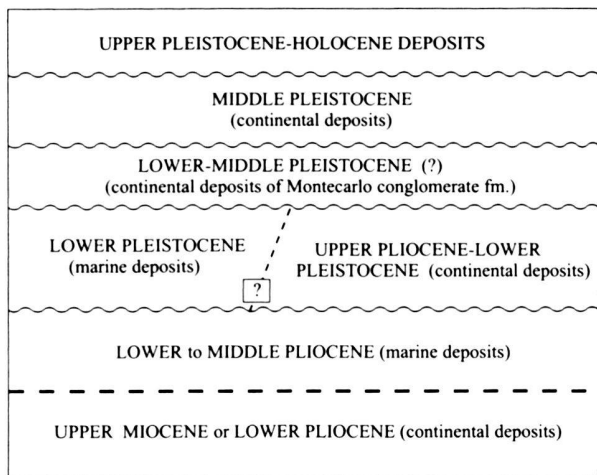 UPPER PLEISTOCENE-HOLOCENE DEPOSITS
MIDDLE PLEISTOCENE
(continental deposits)
LOWER-MIDDLE PLEISTOCENE (?)
(continental deposits of Montecarlo conglomerate fm.)
LOWER PLEISTOCENE
(marine deposits)
UPPER PLIOCENE-LOWER
PLEISTOCENE (continental deposits)
?
LOWER to MIDDLE PLIOCENE (marine deposits)
UPPER MIOCENE or LOWER PLIOCENE (continental deposits)